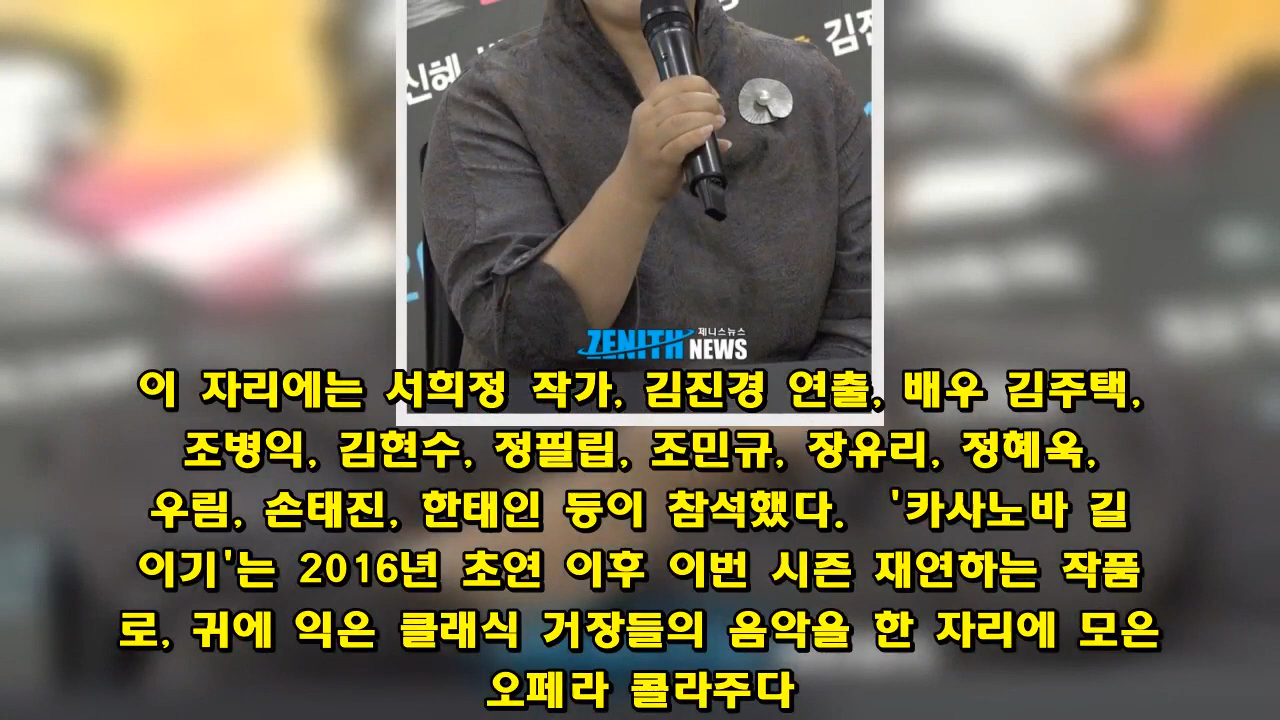 신혜
김진
제니스뉴스
ZENITH NEWS
이 자리에는 서희정 작가, 김진경 연출, 배우 김주택,
조병익, 김현수, 정필립, 조민규, 장유리, 정혜욱,
우림, 손태진, 한태인 등이 참석했다. '카사노바 길
이기'는 2016년 초연 이후 이번 시즌 재연하는 작품
로, 귀에 익은 클래식 거장들의 음악을 한 자리에 모은
오페라 콜라주다